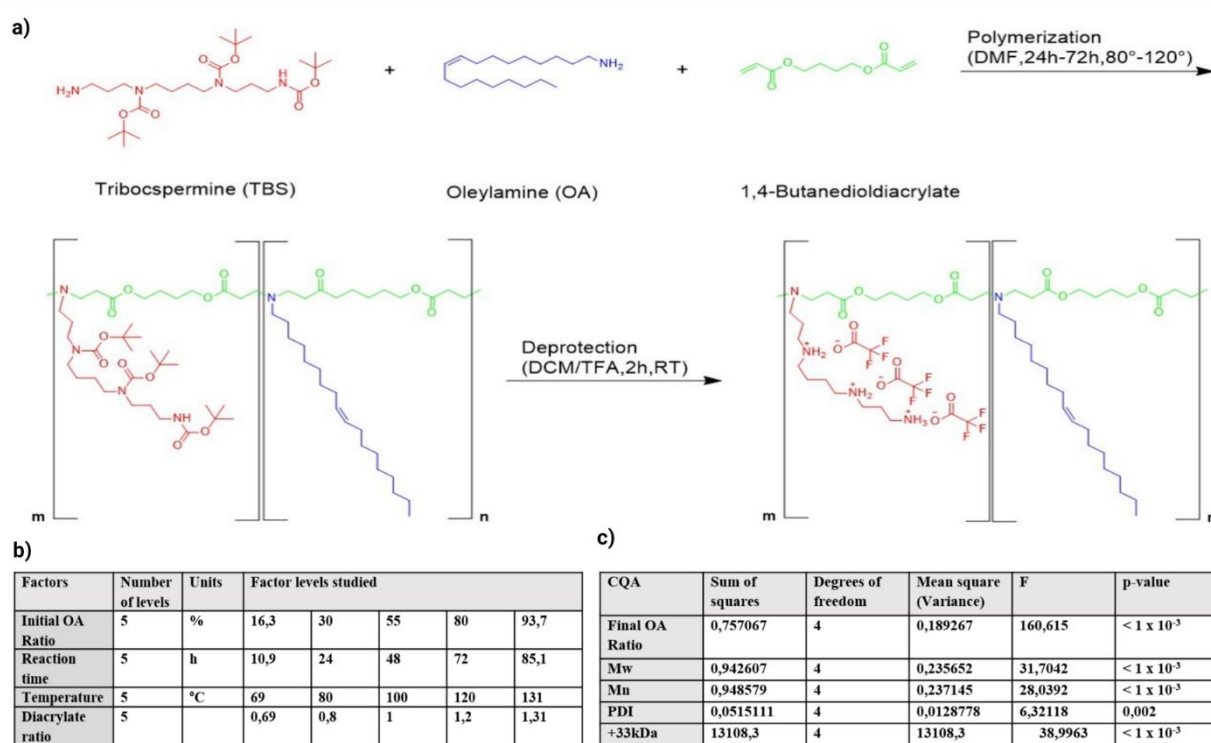 a)
Polymerization
(DMF,24h-72h,80°-120°)
H₂N
N
O
O
N
O
O
NH
O
O
+
NH₂
+
O
O
O
O
Tribocspermine (TBS)
Oleylamine (OA)
1,4-Butanedioldiacrylate
N
O
O
O
O
N
O
O
O
N
O
O
N
O
O
NH
O
O
m
n
Deprotection
(DCM/TFA,2h,RT)
N
O
O
O
O
N
O
O
O
O
NH₂⁺
⁻O
O
F
F
F
NH₂⁺
⁻O
O
F
F
F
NH₃⁺
⁻O
O
F
F
F
m
b)
Factors Number of levels Units Factor levels studied
Initial OA Ratio 5 % 16,3 30 55 80 93,7
Reaction time 5 h 10,9 24 48 72 85,1
Temperature 5 °C 69 80 100 120 131
Diacrylate ratio 5 0,69 0,8 1 1,2 1,31
c)
CQA Sum of squares Degrees of freedom Mean square (Variance) F p-value
Final OA Ratio 0,757067 4 0,189267 160,615 < 1 x 10⁻³
Mw 0,942607 4 0,235652 31,7042 < 1 x 10⁻³
Mn 0,948579 4 0,237145 28,0392 < 1 x 10⁻³
PDI 0,0515111 4 0,0128778 6,32118 0,002
+33kDa 13108,3 4 13108,3 38,9963 < 1 x 10⁻³